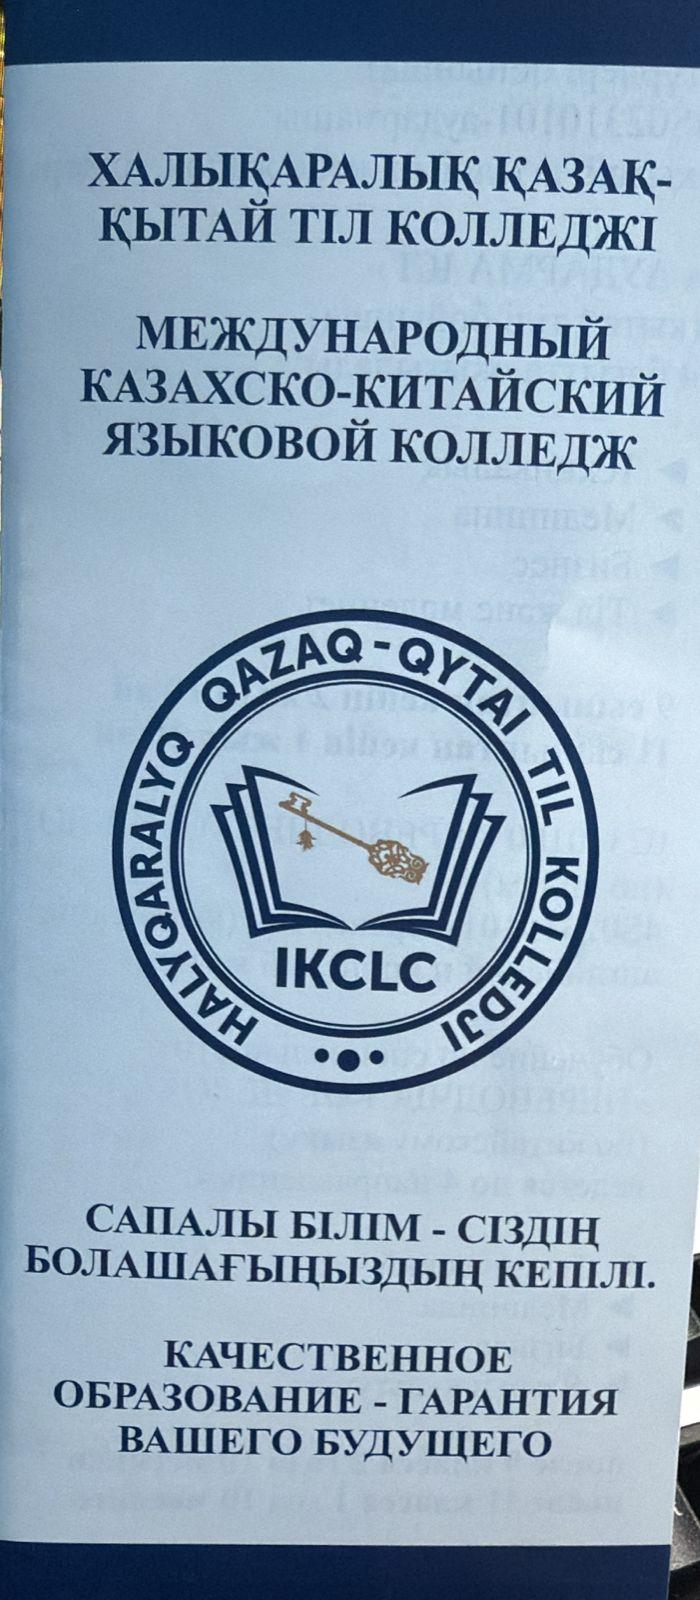 ХАЛЫҚАРАЛЫҚ ҚАЗАҚ-
ҚЫТАЙ ТІЛ КОЛЛЕДЖІ
МЕЖДУНАРОДНЫЙ
КАЗАХСКО-КИТАЙСКИЙ
ЯЗЫКОВОЙ КОЛЛЕДЖ
HALYQARALYQ QAZAQ-QYTAI TIL KOLLEDJI
IKCLC
САПАЛЫ БІЛІМ - СІЗДІҢ
БОЛАШАҒЫҢЫЗДЫҢ КЕПІЛІ.
КАЧЕСТВЕННОЕ
ОБРАЗОВАНИЕ - ГАРАНТИЯ
ВАШЕГО БУДУЩЕГО